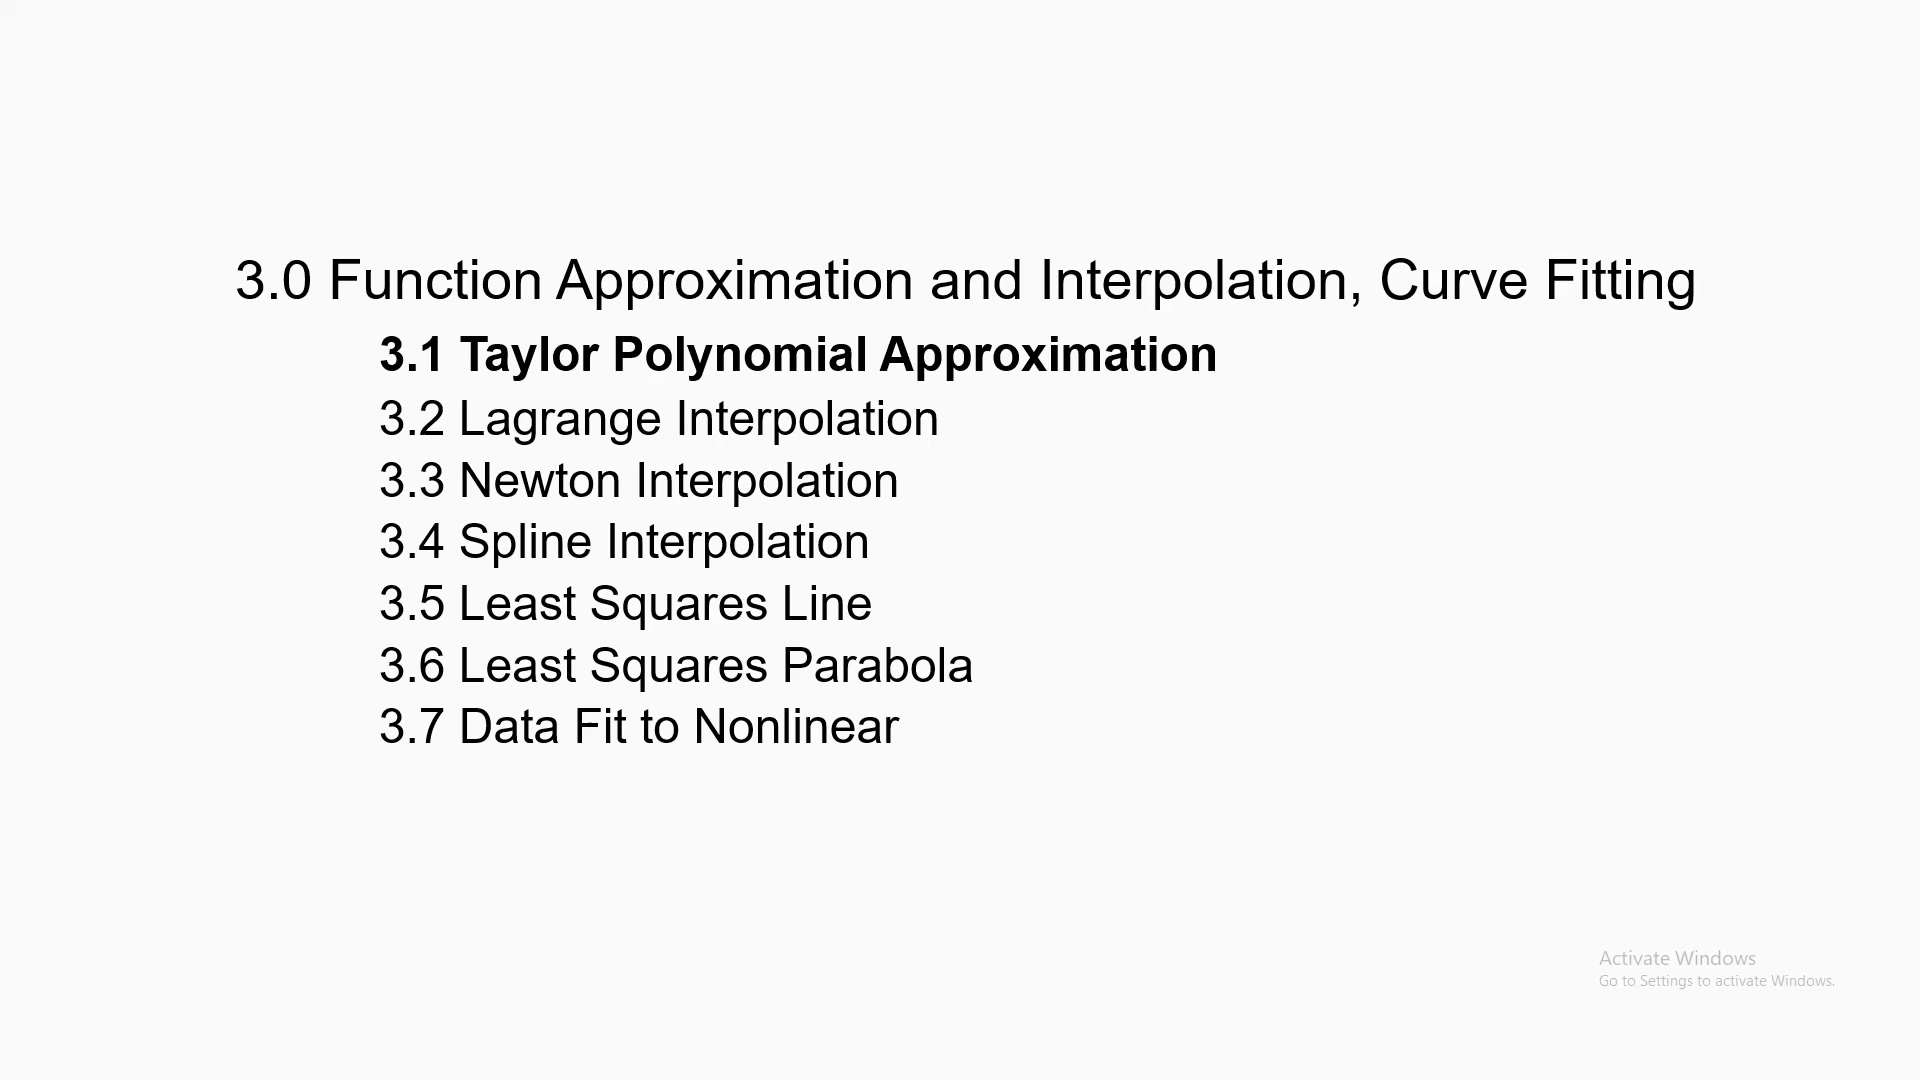 3.0 Function Approximation and Interpolation, Curve Fitting
3.1 Taylor Polynomial Approximation
3.2 Lagrange Interpolation
3.3 Newton Interpolation
3.4 Spline Interpolation
3.5 Least Squares Line
3.6 Least Squares Parabola
3.7 Data Fit to Nonlinear
Activate Windows
Go to Settings to activate Windows.